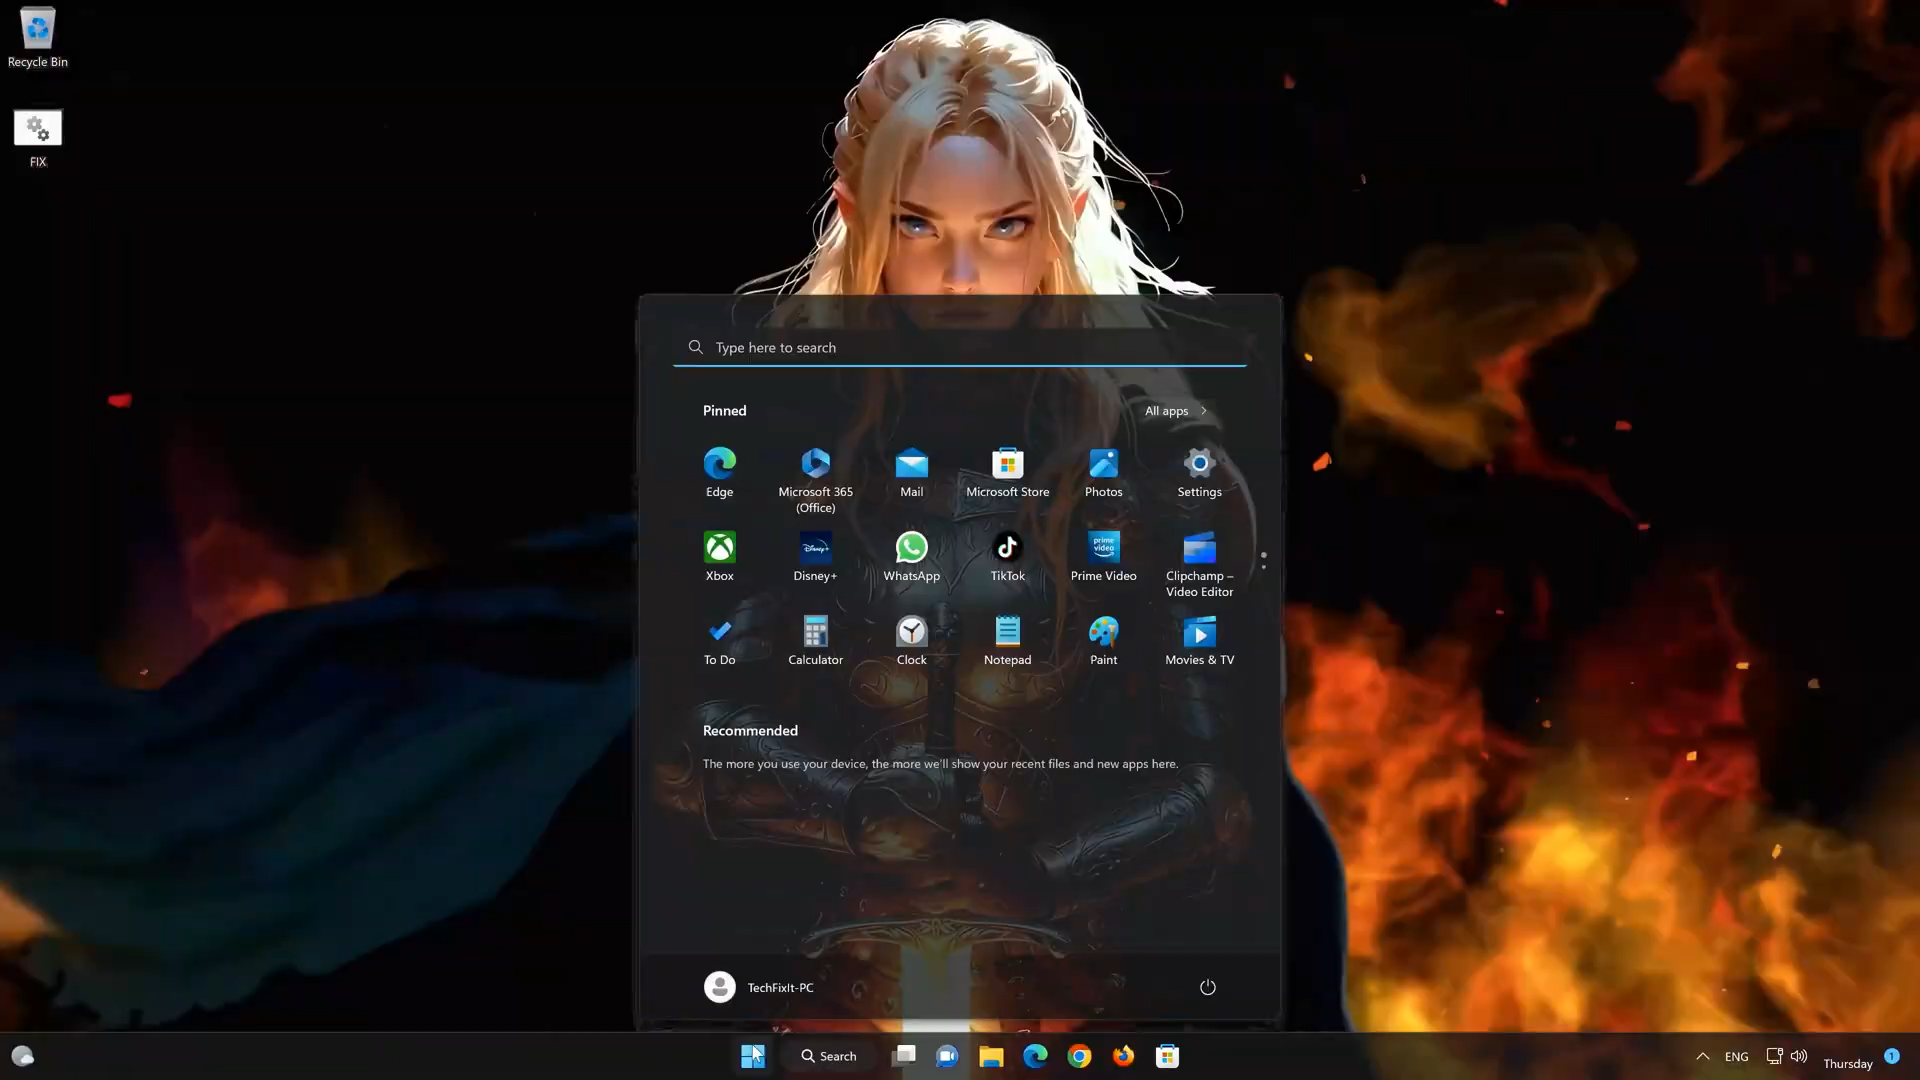 Recycle Bin
FIX
Type here to search
Pinned
All apps
Edge
Microsoft 365
(Office)
Mail
Microsoft Store
Photos
Settings
Xbox
Disney+
WhatsApp
TikTok
prime
video
Prime Video
Clipchamp –
Video Editor
To Do
Calculator
Clock
Notepad
Paint
Movies & TV
Recommended
The more you use your device, the more we'll show your recent files and new apps here.
TechFixIt-PC
Search
ENG
Thursday
1